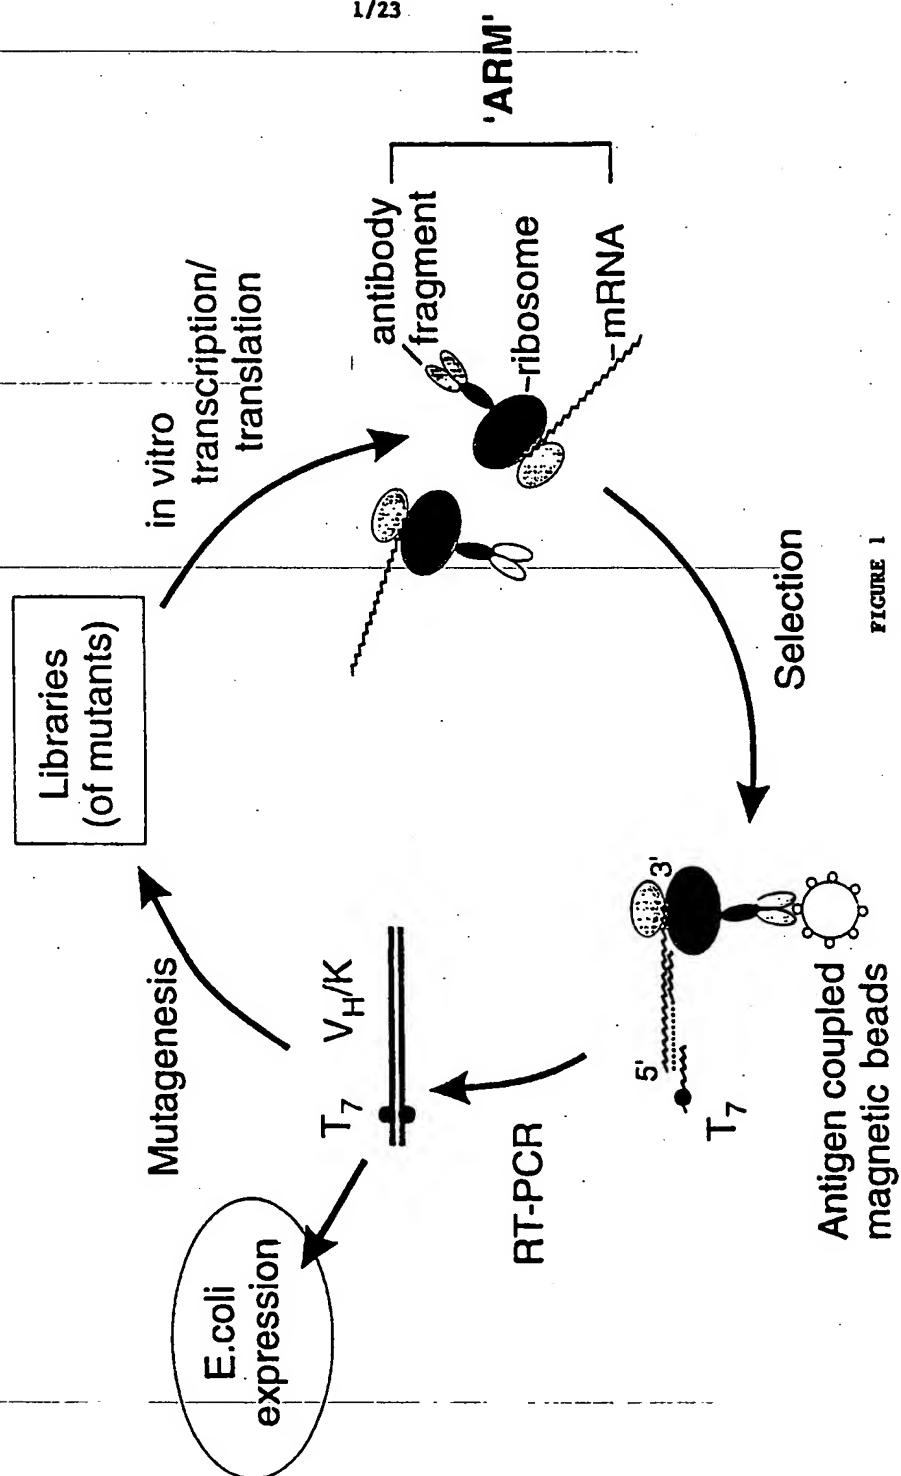 1/23
Libraries
(of mutants)
in vitro
transcription/
translation
antibody
fragment
ribosome
mRNA
'ARM'
Selection
3'
5'
T7
Antigen coupled
magnetic beads
RT-PCR
T7
VH/K
Mutagenesis
E.coli
expression
FIGURE 1